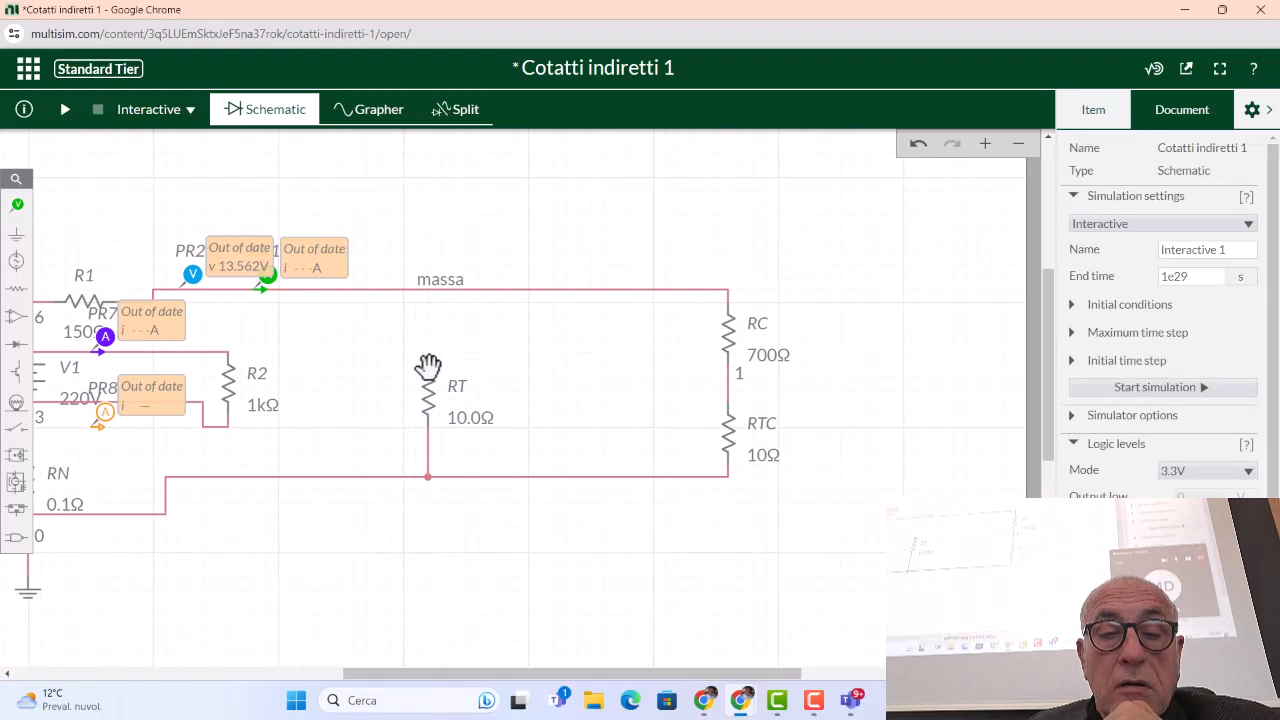 *Cotatti indiretti 1 - Google Chrome
multisim.com/content/3q5LUEmSktxJeF5na37rok/cotatti-indiretti-1/open/
Standard Tier
*Cotatti indiretti 1
?
Interactive
Schematic
Grapher
Split
Item
Document
Name Cotatti indiretti 1
Type Schematic
Simulation settings [?]
Interactive
Name Interactive 1
End time 1e29 s
Initial conditions
Maximum time step
Initial time step
Start simulation
Simulator options
Logic levels [?]
Mode 3.3V
PR2
V
Out of date
v 13.562V
1
Out of date
i ---A
massa
R1
6
150
PR7
A
Out of date
i ---A
V1
220V
PR8
A
Out of date
i —
3
R2
1kΩ
RT
10.0Ω
RC
700Ω
1
RTC
10Ω
RN
0.1Ω
0
12°C
Preval. nuvol.
Cerca
1
9+